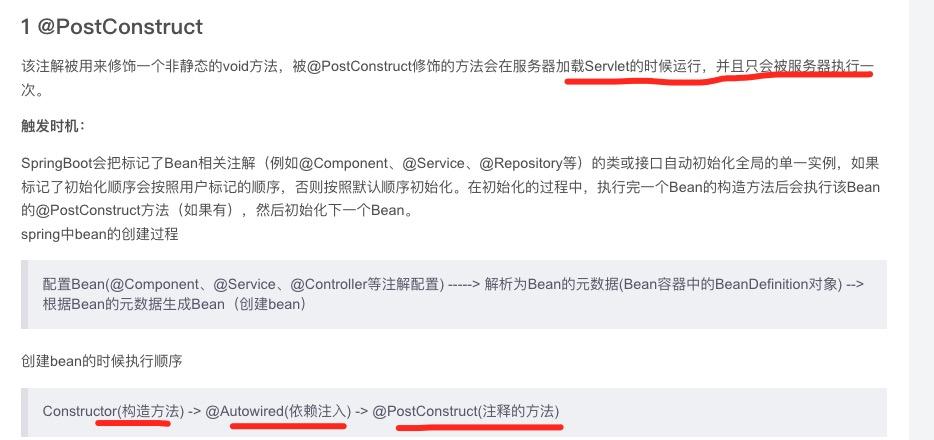 1 @PostConstruct
该注解被用来修饰一个非静态的void方法，被@PostConstruct修饰的方法会在服务器加载Servlet的时候运行，并且只会被服务器执行一
次。
触发时机：
SpringBoot会把标记了Bean相关注解（例如@Component、@Service、@Repository等）的类或接口自动初始化全局的单一实例，如果
标记了初始化顺序会按照用户标记的顺序，否则按照默认顺序初始化。在初始化的过程中，执行完一个Bean的构造方法后会执行该Bean
的@PostConstruct方法（如果有），然后初始化下一个Bean。
spring中bean的创建过程
配置Bean(@Component、@Service、@Controller等注解配置) -----> 解析为Bean的元数据(Bean容器中的BeanDefinition对象) -->
根据Bean的元数据生成Bean（创建bean）
创建bean的时候执行顺序
Constructor(构造方法) -> @Autowired(依赖注入) -> @PostConstruct(注释的方法)